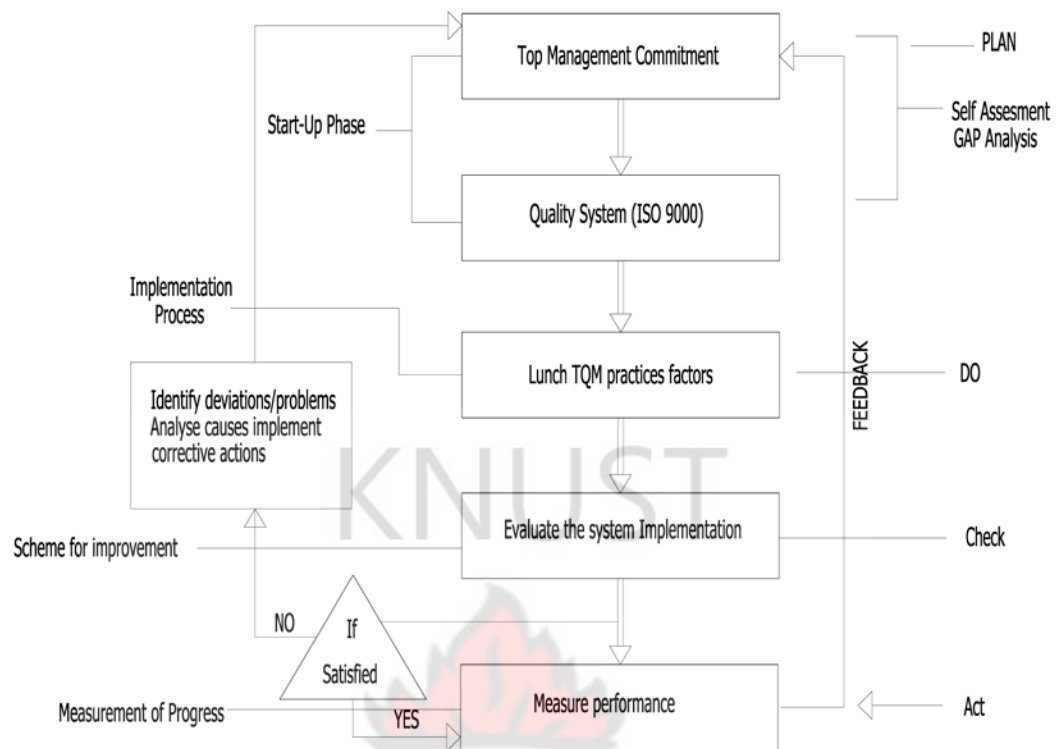 Top Management Commitment
PLAN
Start-Up Phase
Self Assesment
GAP Analysis
Quality System (ISO 9000)
Implementation
Process
Lunch TQM practices factors
DO
FEEDBACK
Identify deviations/problems
Analyse causes implement
corrective actions
KNUST
Evaluate the system Implementation
Scheme for improvement
Check
NO
If
Satisfied
Measure performance
Measurement of Progress
YES
Act